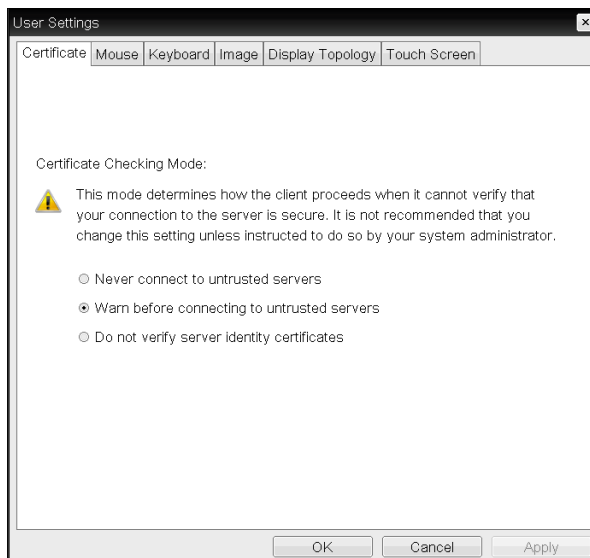 User Settings
Certificate Mouse Keyboard Image Display Topology Touch Screen
Certificate Checking Mode:
This mode determines how the client proceeds when it cannot verify that
your connection to the server is secure. It is not recommended that you
change this setting unless instructed to do so by your system administrator.
Never connect to untrusted servers
Warn before connecting to untrusted servers
Do not verify server identity certificates
OK Cancel Apply